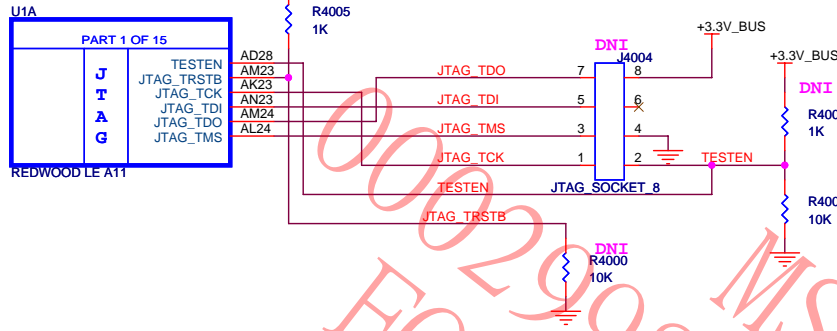 U1A
R4005
1K
PART 1 OF 15
J
T
A
G
TESTEN
JTAG_TRSTB
JTAG_TCK
JTAG_TDI
JTAG_TDO
JTAG_TMS
AD28
AM23
AK23
AN23
AM24
AL24
REDWOOD LE A11
JTAG_TDO
JTAG_TDI
JTAG_TMS
JTAG_TCK
TESTEN
JTAG_TRSTB
DNI
J4004
7 8
5 6
3 4
1 2
JTAG_SOCKET_8
+3.3V_BUS
+3.3V_BUS
DNI
1K
TESTEN
10K
DNI
R4000
10K